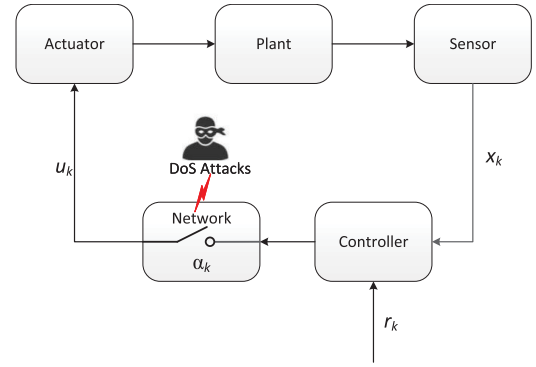 Actuator
Plant
Sensor
DoS Attacks
u_k
x_k
Network
α_k
Controller
r_k